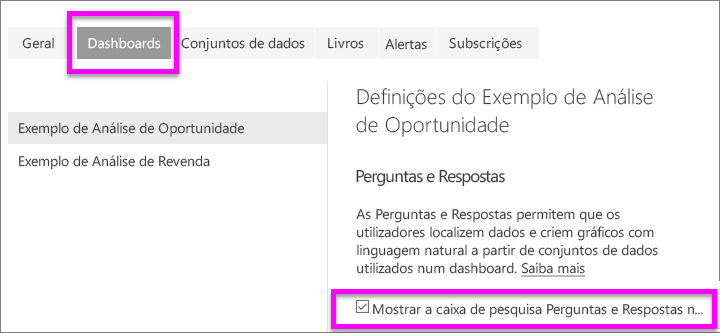 Geral Dashboards Conjuntos de dados Livros Alertas Subscrições
Exemplo de Análise de Oportunidade
Exemplo de Análise de Revenda
Definições do Exemplo de Análise
de Oportunidade
Perguntas e Respostas
As Perguntas e Respostas permitem que os
utilizadores localizem dados e criem gráficos com
linguagem natural a partir de conjuntos de dados
utilizados num dashboard. Saiba mais
Mostrar a caixa de pesquisa Perguntas e Respostas n...